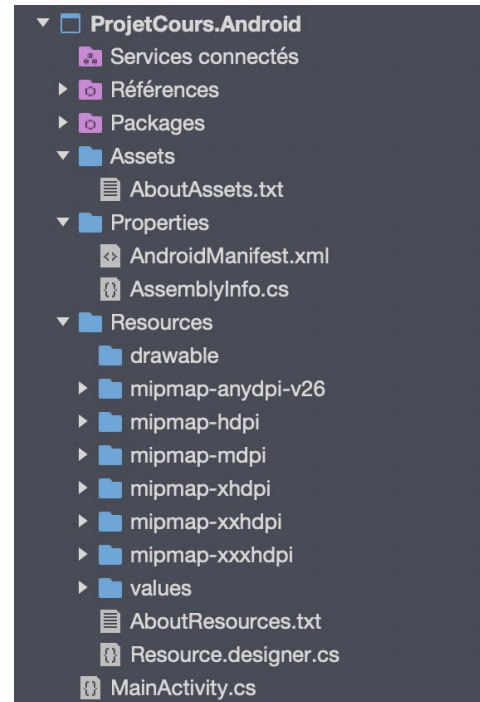 ProjetCours.Android
Services connectés
Références
Packages
Assets
AboutAssets.txt
Properties
AndroidManifest.xml
AssemblyInfo.cs
Resources
drawable
mipmap-anydpi-v26
mipmap-hdpi
mipmap-mdpi
mipmap-xhdpi
mipmap-xxhdpi
mipmap-xxxhdpi
values
AboutResources.txt
Resource.designer.cs
MainActivity.cs